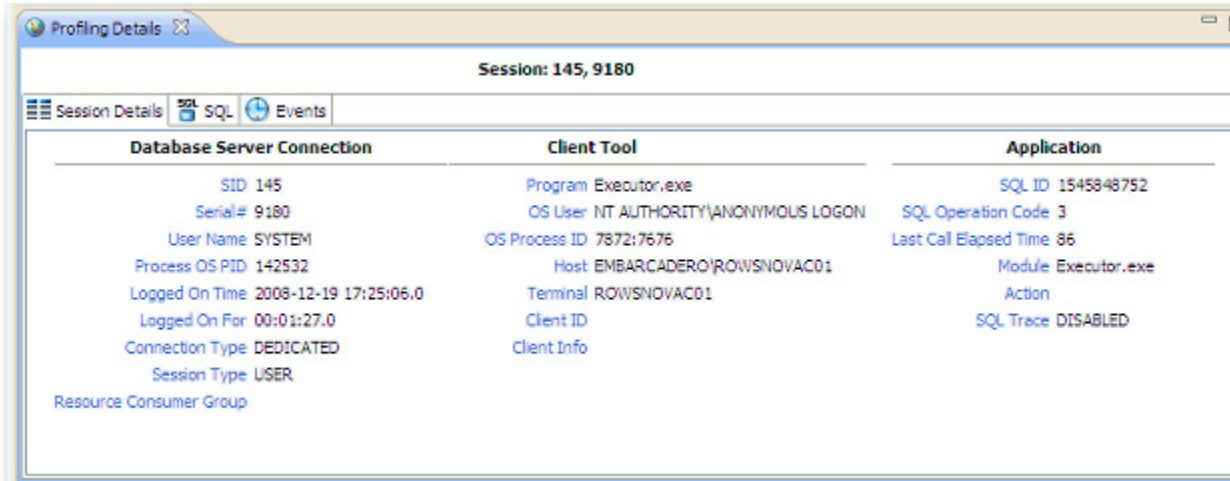 Profiling Details
Session: 145, 9180
Session Details SQL SQL Events
Database Server Connection
SID 145
Serial# 9180
User Name SYSTEM
Process OS PID 142532
Logged On Time 2008-12-19 17:25:06.0
Logged On For 00:01:27.0
Connection Type DEDICATED
Session Type USER
Resource Consumer Group
Client Tool
Program Executor.exe
OS User NT AUTHORITY\ANONYMOUS LOGON
OS Process ID 7872:7676
Host EMBARCADERO\ROWSNOVAC01
Terminal ROWSNOVAC01
Client ID
Client Info
Application
SQL ID 1545848752
SQL Operation Code 3
Last Call Elapsed Time 86
Module Executor.exe
Action
SQL Trace DISABLED